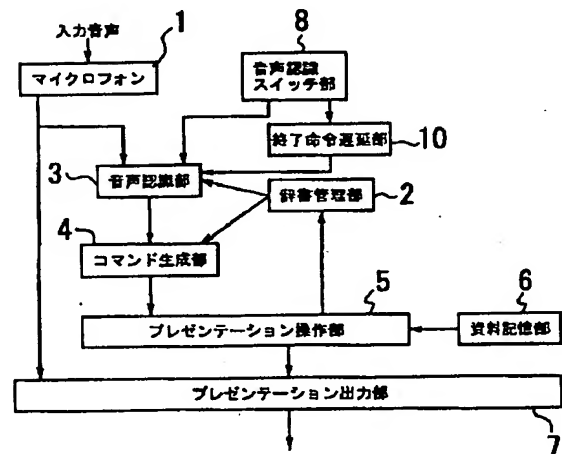 入力音声
1
マイクロフォン
8
音声認識
スイッチ部
終了命令遅延部
10
3
音声認識部
辞書管理部
2
4
コマンド生成部
5
プレゼンテーション操作部
6
資料記憶部
プレゼンテーション出力部
7